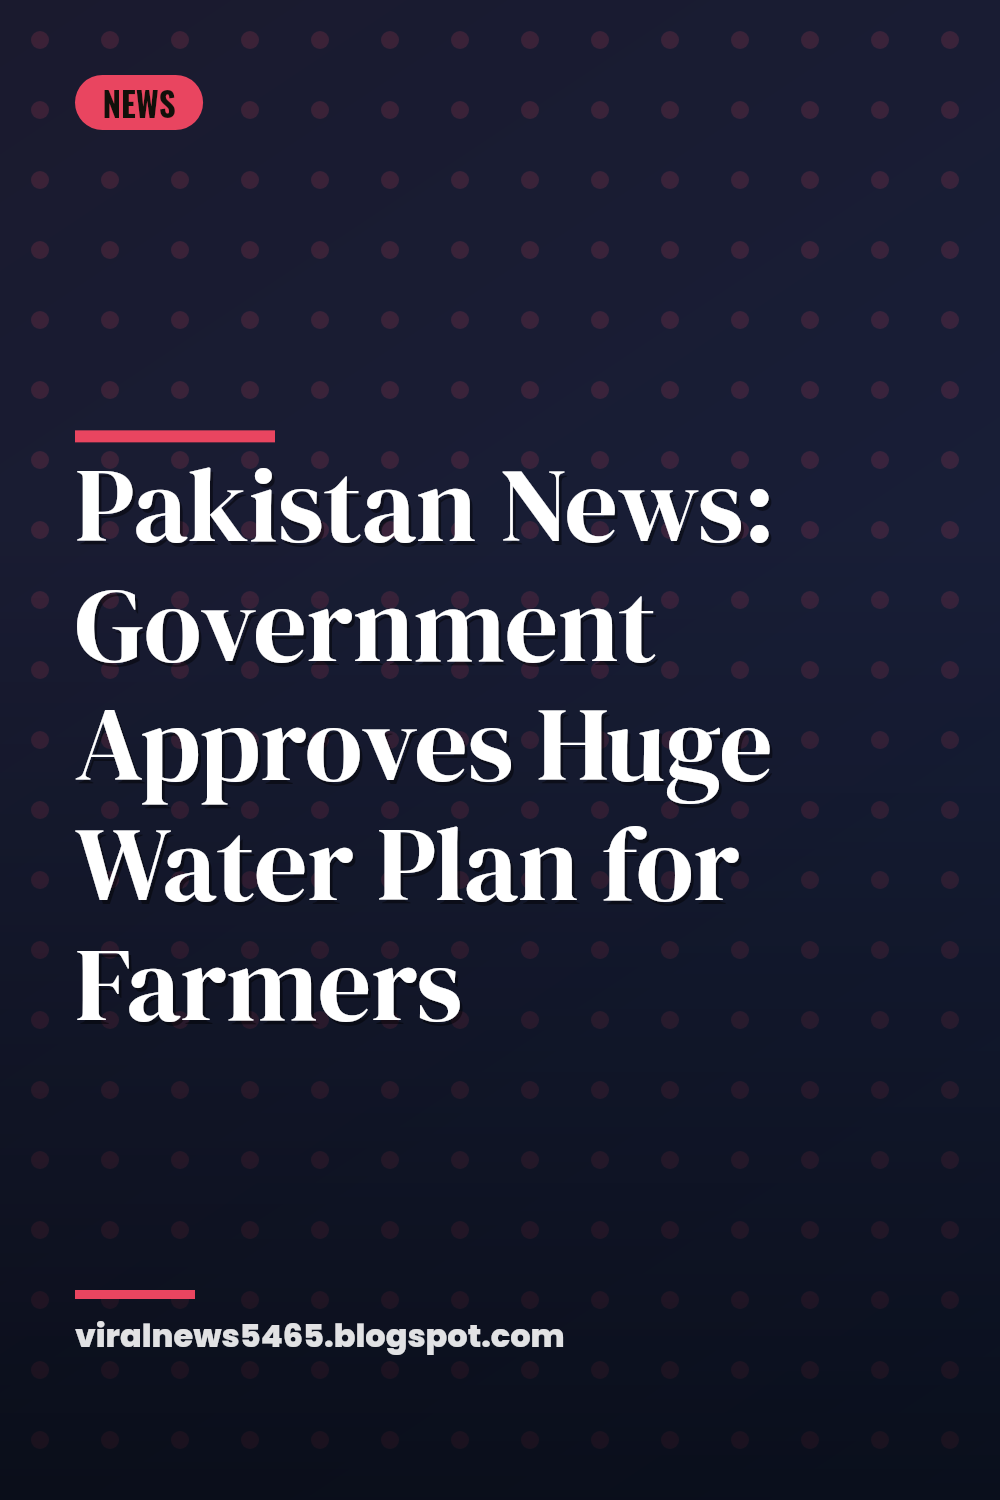 NEWS
Pakistan News:
Government
Approves Huge
Water Plan for
Farmers
viralnews5465.blogspot.com